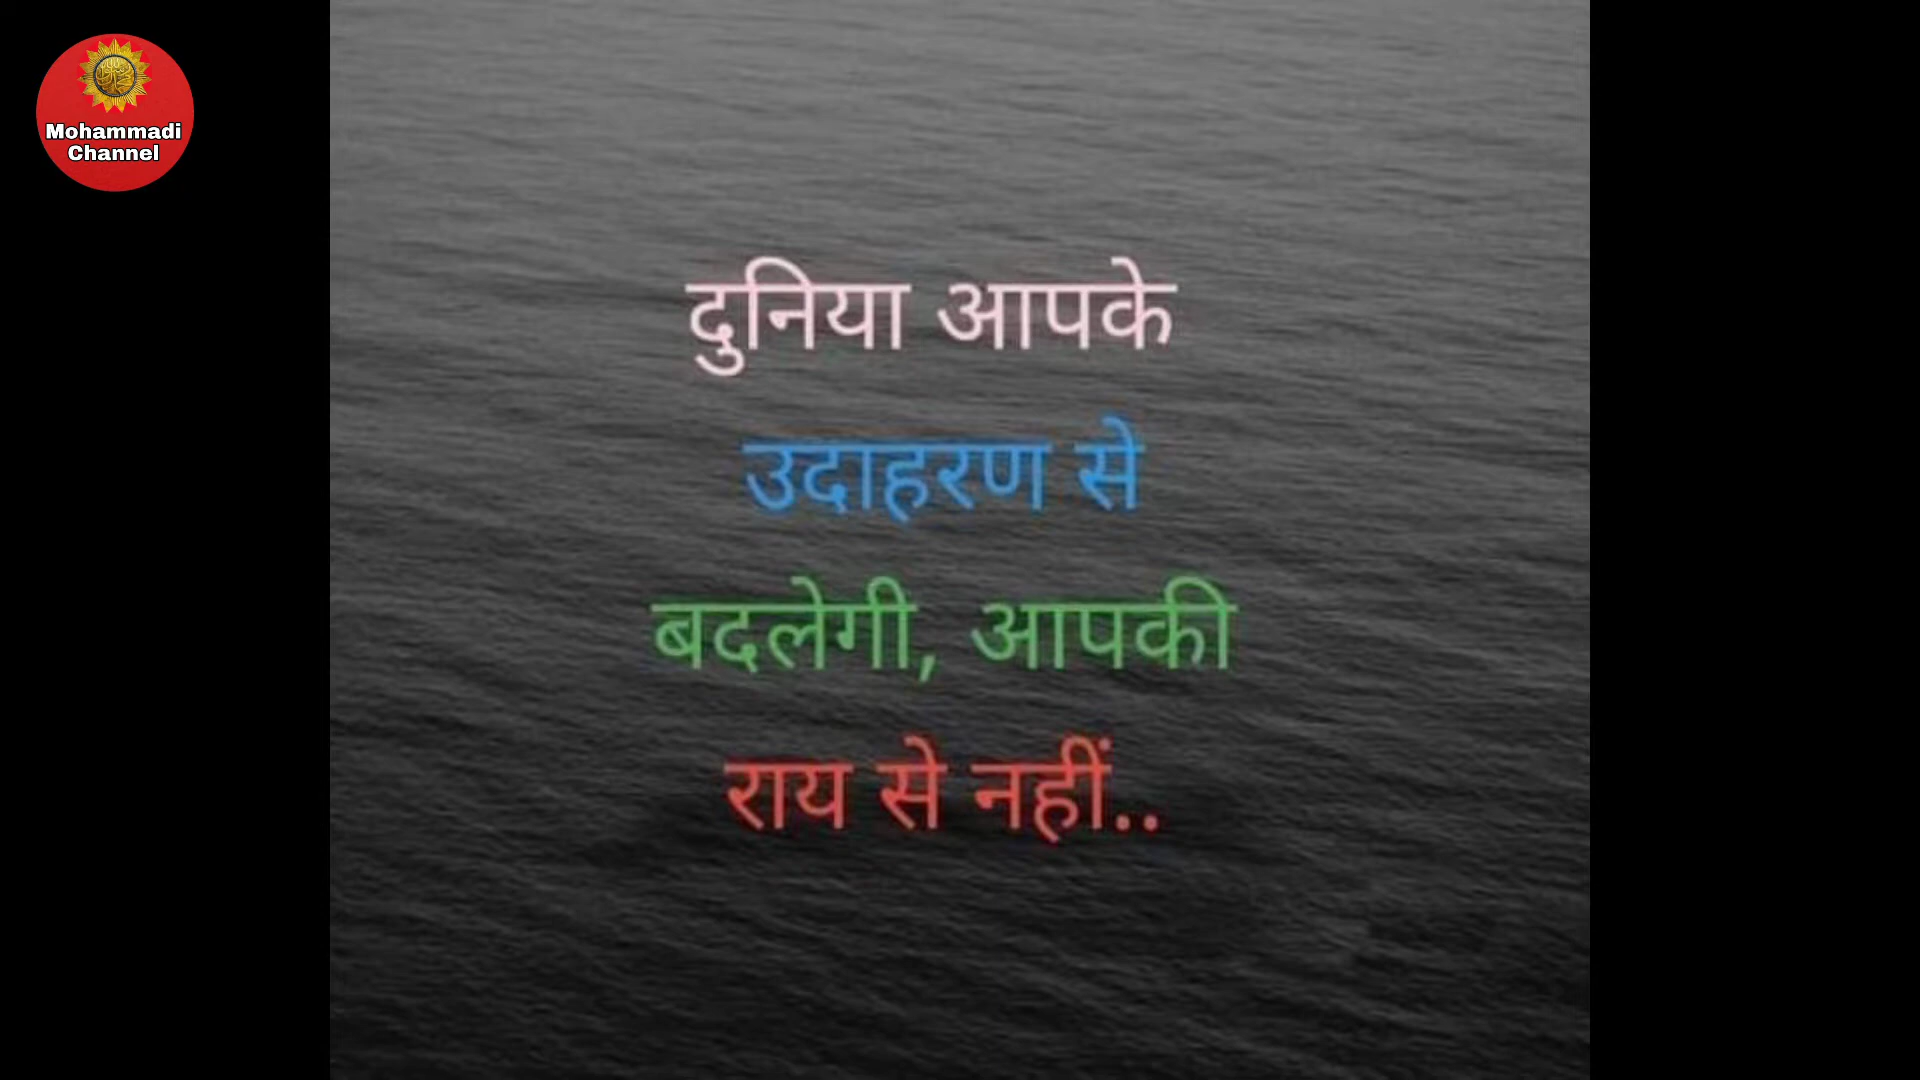 Mohammadi
Channel
दुनिया आपके
उदाहरण से
बदलेगी, आपकी
राय से नहीं..